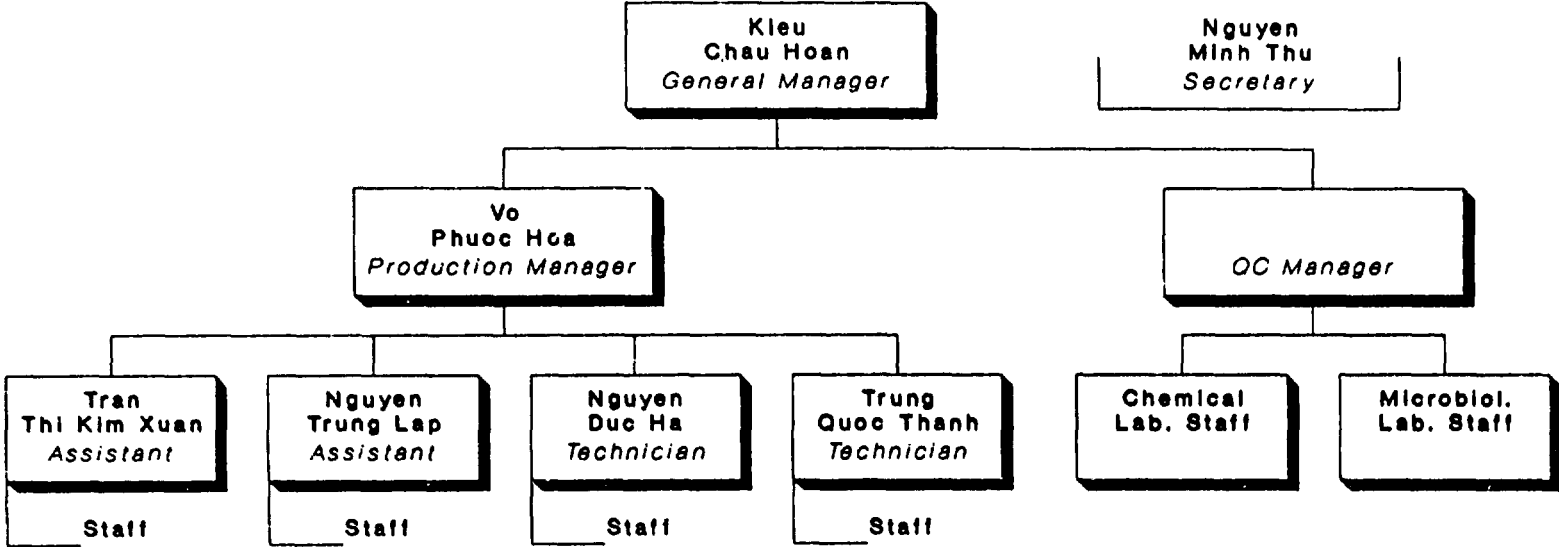 Kieu
Chau Hoan
General Manager
Nguyen
Minh Thu
Secretary
Vo
Phuoc Hoa
Production Manager
QC Manager
Tran
Thi Kim Xuan
Assistant
Nguyen
Trung Lap
Assistant
Nguyen
Duc Ha
Technician
Trung
Quoc Thanh
Technician
Chemical
Lab. Staff
Microbiol.
Lab. Staff
Staff
Staff
Staff
Staff